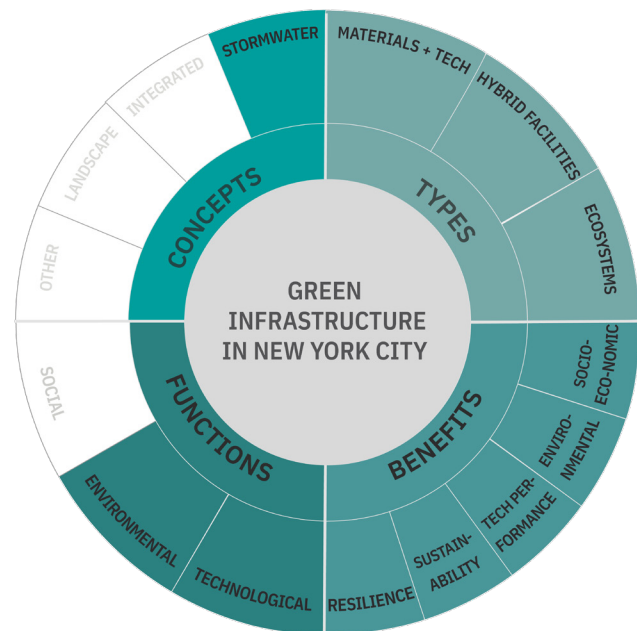 STORMWATER
MATERIALS + TECH
HYBRID FACILITIES
ECOSYSTEMS
INTEGRATED
LANDSCAPE
OTHER
CONCEPTS
TYPES
GREEN
INFRASTRUCTURE
IN NEW YORK CITY
FUNCTIONS
BENEFITS
SOCIAL
ENVIRONMENTAL
TECHNOLOGICAL
SOCIO-
ECO-NOMIC
ENVIRO-
NMENTAL
TECH PER-
FORMANCE
SUSTAIN-
ABILITY
RESILIENCE